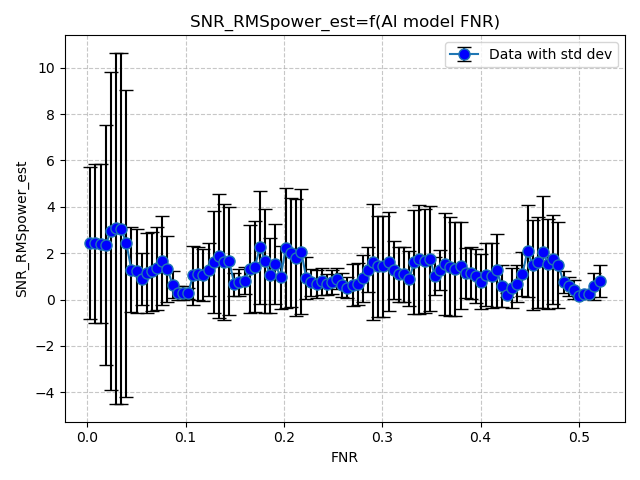 SNR_RMSpower_est=f(AI model FNR)
Data with std dev
SNR_RMSpower_est
10
8
6
4
2
0
−2
−4
0.0 0.1 0.2 0.3 0.4 0.5
FNR